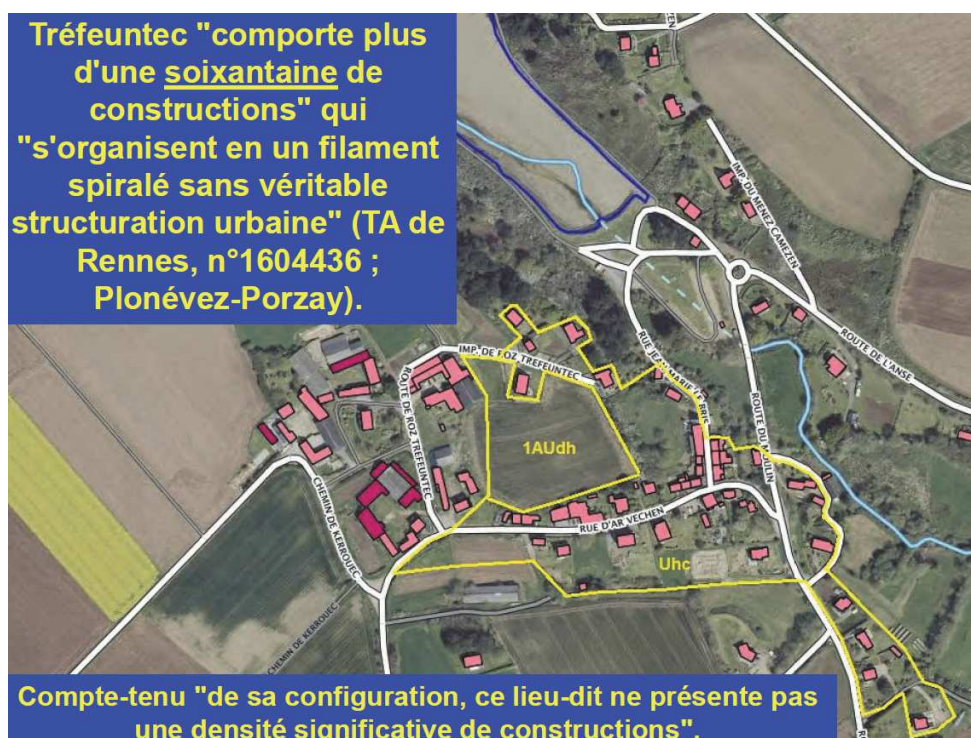 Tréfeuntec "comporte plus
d'une soixantaine de
constructions" qui
"s'organisent en un filament
spiralé sans véritable
structuration urbaine" (TA de
Rennes, n°1604436 ;
Plonévez-Porzay).
IMP. DU MENEZ CAMEZEN
ROUTE DE L'ANSE
RUE JEAN-MARIE LE BRIS
ROUTE DU MOULIN
IMP. DE ROZ TREFEUNTEC
ROUTE DE ROZ TREFEUNTEC
1AUdh
CHEMIN DE KERROUEC
RUE D'AR VECHEN
Uhc
CHEMIN DE KERROUEC
Compte-tenu "de sa configuration, ce lieu-dit ne présente pas
une densité significative de constructions".